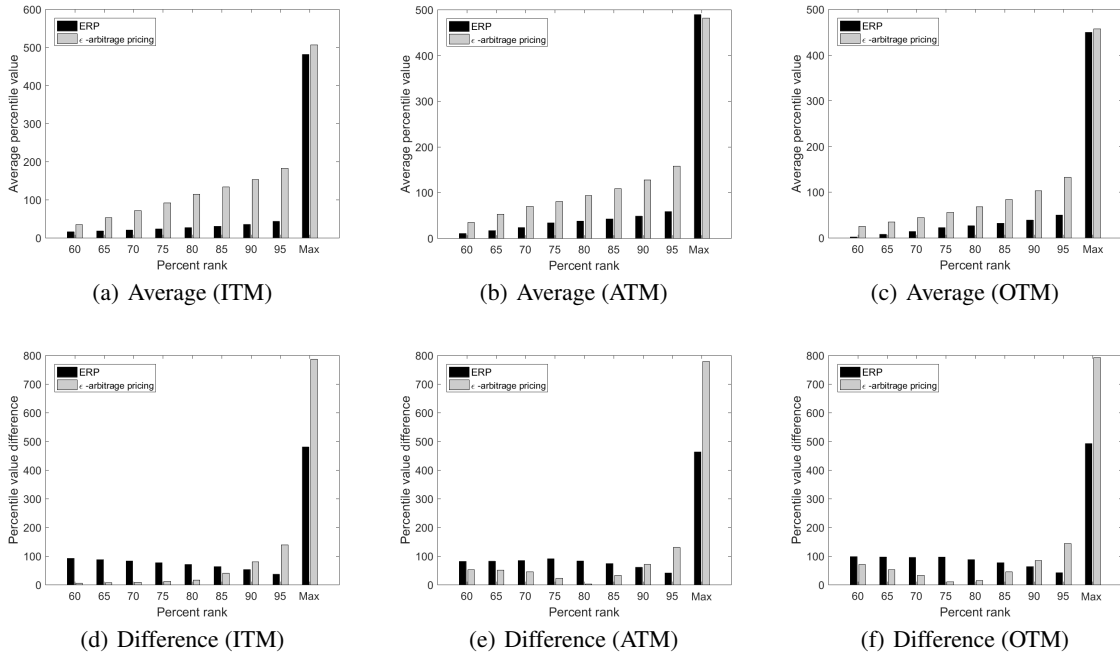 600
500
400
300
200
100
0
Average percentile value
ERP
ϵ -arbitrage pricing
60 65 70 75 80 85 90 95 Max
Percent rank
(a) Average (ITM)
500
400
300
200
100
0
Average percentile value
ERP
ϵ -arbitrage pricing
60 65 70 75 80 85 90 95 Max
Percent rank
(b) Average (ATM)
500
400
300
200
100
0
Average percentile value
ERP
ϵ -arbitrage pricing
60 65 70 75 80 85 90 95 Max
Percent rank
(c) Average (OTM)
800
700
600
500
400
300
200
100
0
Percentile value difference
ERP
ϵ -arbitrage pricing
60 65 70 75 80 85 90 95 Max
Percent rank
(d) Difference (ITM)
800
700
600
500
400
300
200
100
0
Percentile value difference
ERP
ϵ -arbitrage pricing
60 65 70 75 80 85 90 95 Max
Percent rank
(e) Difference (ATM)
800
700
600
500
400
300
200
100
0
Percentile value difference
ERP
ϵ -arbitrage pricing
60 65 70 75 80 85 90 95 Max
Percent rank
(f) Difference (OTM)